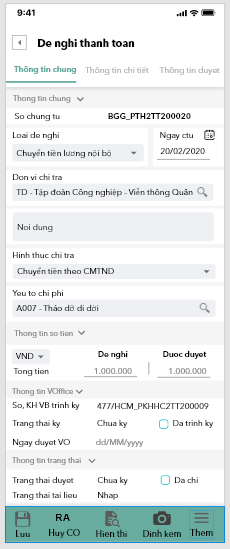 9:41
De nghi thanh toan
Thông tin chung Thông tin chi tiết Thông tin duyet
Thong tin chung
So chung tu BGG_PTH2TT200020
Loai de nghi Ngay ctu
Chuyển tiền lương nội bộ 20/02/2020
Don vi chi tra
TD - Tập đoàn Công nghiệp - Viễn thông Quân
Noi dung
Hinh thuc chi tra
Chuyển tiền theo CMTND
Yeu to chi phi
A007 - Tháo dỡ di dời
Thong tin so tien
VND De nghi Duoc duyet
Tong tien 1.000.000 1.000.000
Thong tin VOffice
So, KH VB trình ky 477/HCM_PKHHC2TT200009
Trang thai ky Chua ky Da trinh ky
Ngay duyet VO dd/MM/yyyy
Thong tin trang thai
Trang thai duyet Chua ky Da chi
Trang thai tai lieu Nhap
RA
Luu Huy CO Hien thi Dinh kem Them